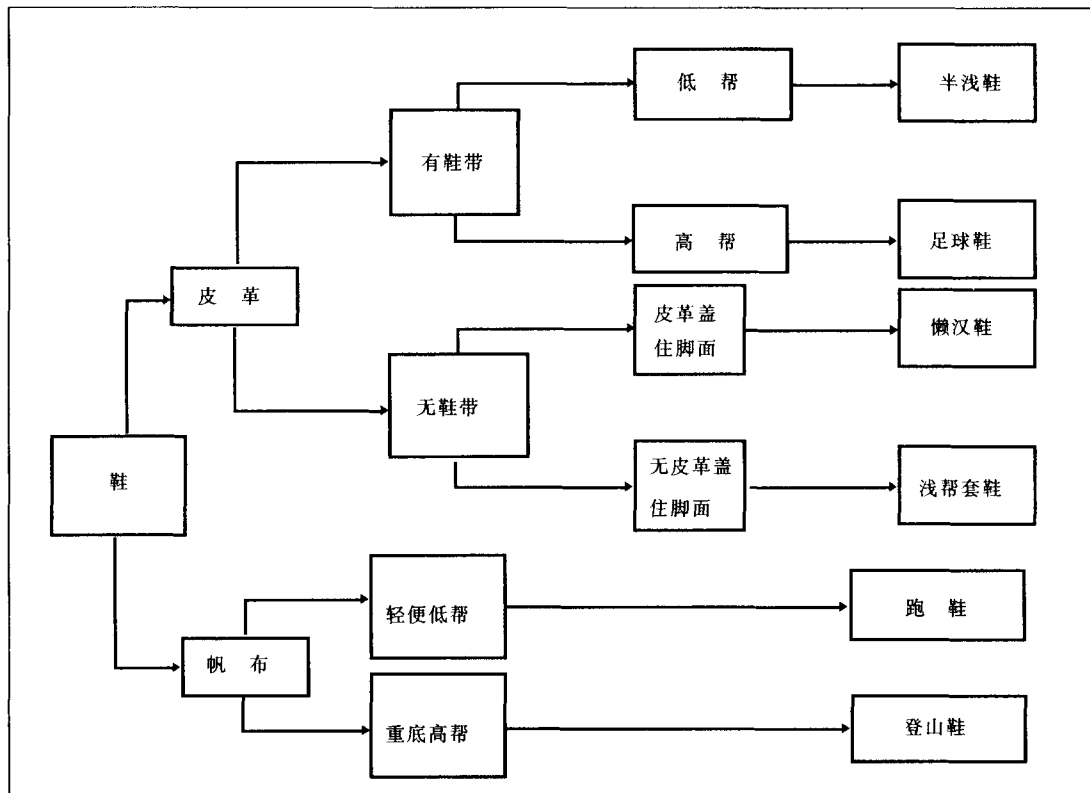 低 帮
半浅鞋
有鞋带
高 帮
足球鞋
皮 革
皮革盖
住脚面
懒汉鞋
无鞋带
鞋
无皮革盖
住脚面
浅帮套鞋
轻便低帮
跑 鞋
帆 布
重底高帮
登山鞋